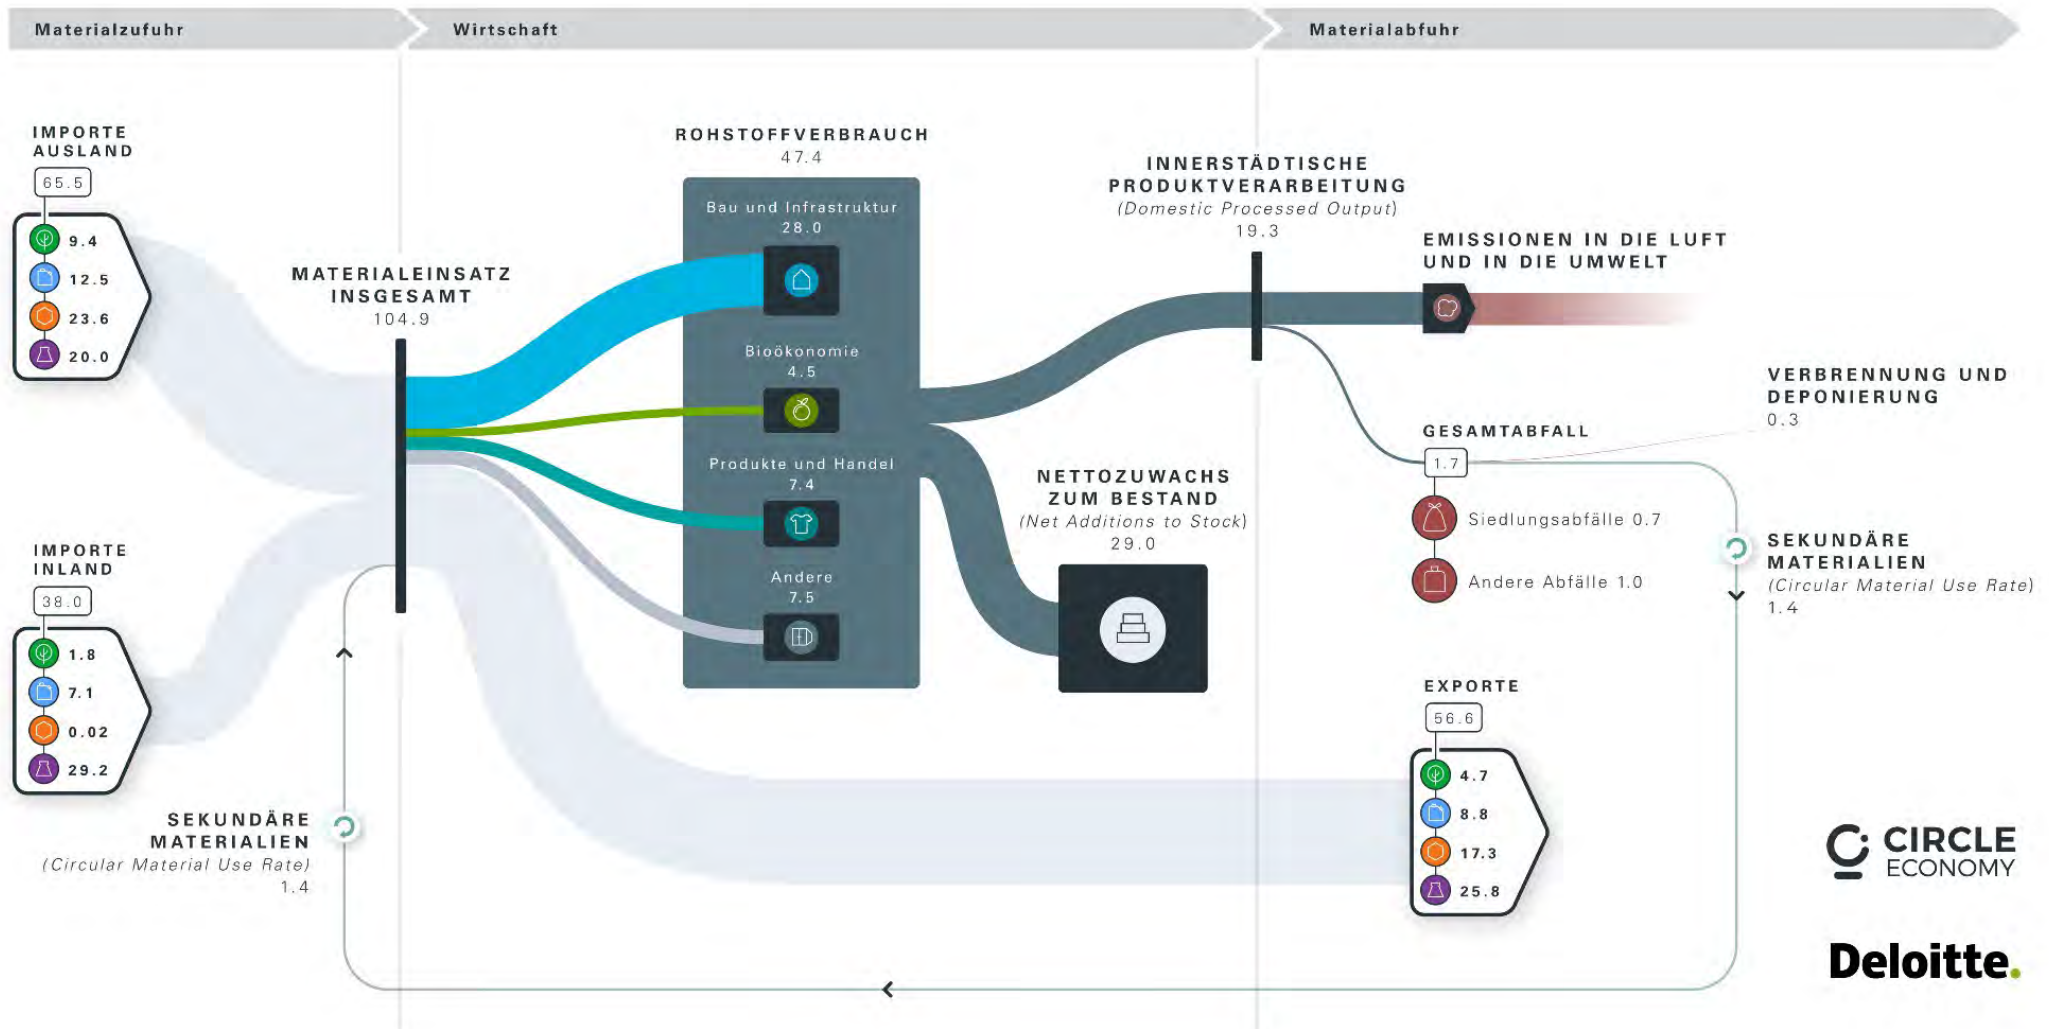 Materialzufuhr
Wirtschaft
Materialabfuhr
IMPORTE
AUSLAND
65.5
9.4
12.5
23.6
20.0
IMPORTE
INLAND
38.0
1.8
7.1
0.02
29.2
SEKUNDÄRE
MATERIALIEN
(Circular Material Use Rate)
1.4
MATERIALEINSATZ
INSGESAMT
104.9
ROHSTOFFVERBRAUCH
47.4
Bau und Infrastruktur
28.0
Bioökonomie
4.5
Produkte und Handel
7.4
Andere
7.5
INNERSTÄDTISCHE
PRODUKTVERARBEITUNG
(Domestic Processed Output)
19.3
NETTOZUWACHS
ZUM BESTAND
(Net Additions to Stock)
29.0
EMISSIONEN IN DIE LUFT
UND IN DIE UMWELT
VERBRENNUNG UND
DEPONIERUNG
0.3
GESAMTABFALL
1.7
Siedlungsabfälle 0.7
Andere Abfälle 1.0
SEKUNDÄRE
MATERIALIEN
(Circular Material Use Rate)
1.4
EXPORTE
56.6
4.7
8.8
17.3
25.8
CIRCLE
ECONOMY
Deloitte.